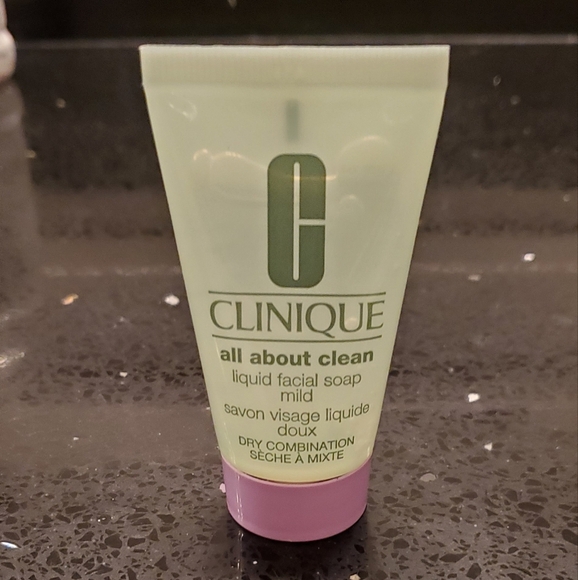 C
CLINIQUE
all about clean
liquid facial soap
mild
savon visage liquide
doux
DRY COMBINATION
SÈCHE À MIXTE